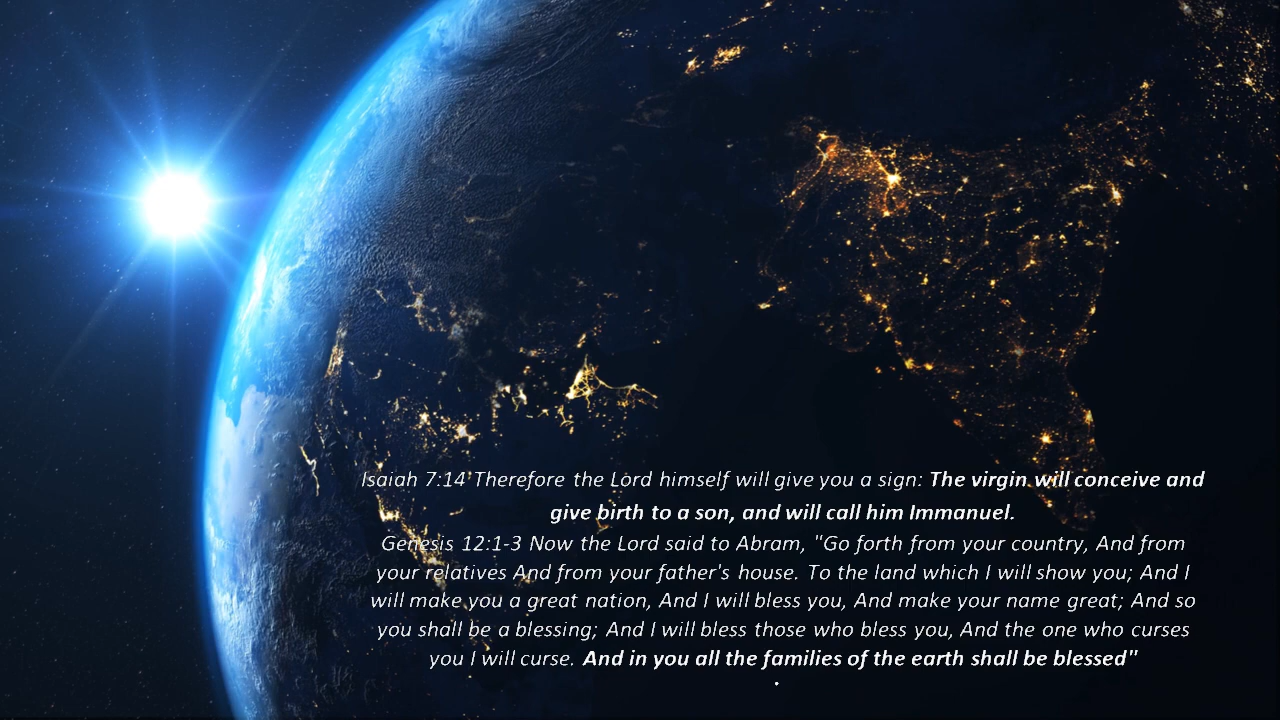 Isaiah 7:14 Therefore the Lord himself will give you a sign: The virgin will conceive and
give birth to a son, and will call him Immanuel.
Genesis 12:1-3 Now the Lord said to Abram, "Go forth from your country, And from
your relatives And from your father's house. To the land which I will show you; And I
will make you a great nation, And I will bless you, And make your name great; And so
you shall be a blessing; And I will bless those who bless you, And the one who curses
you I will curse. And in you all the families of the earth shall be blessed"
.